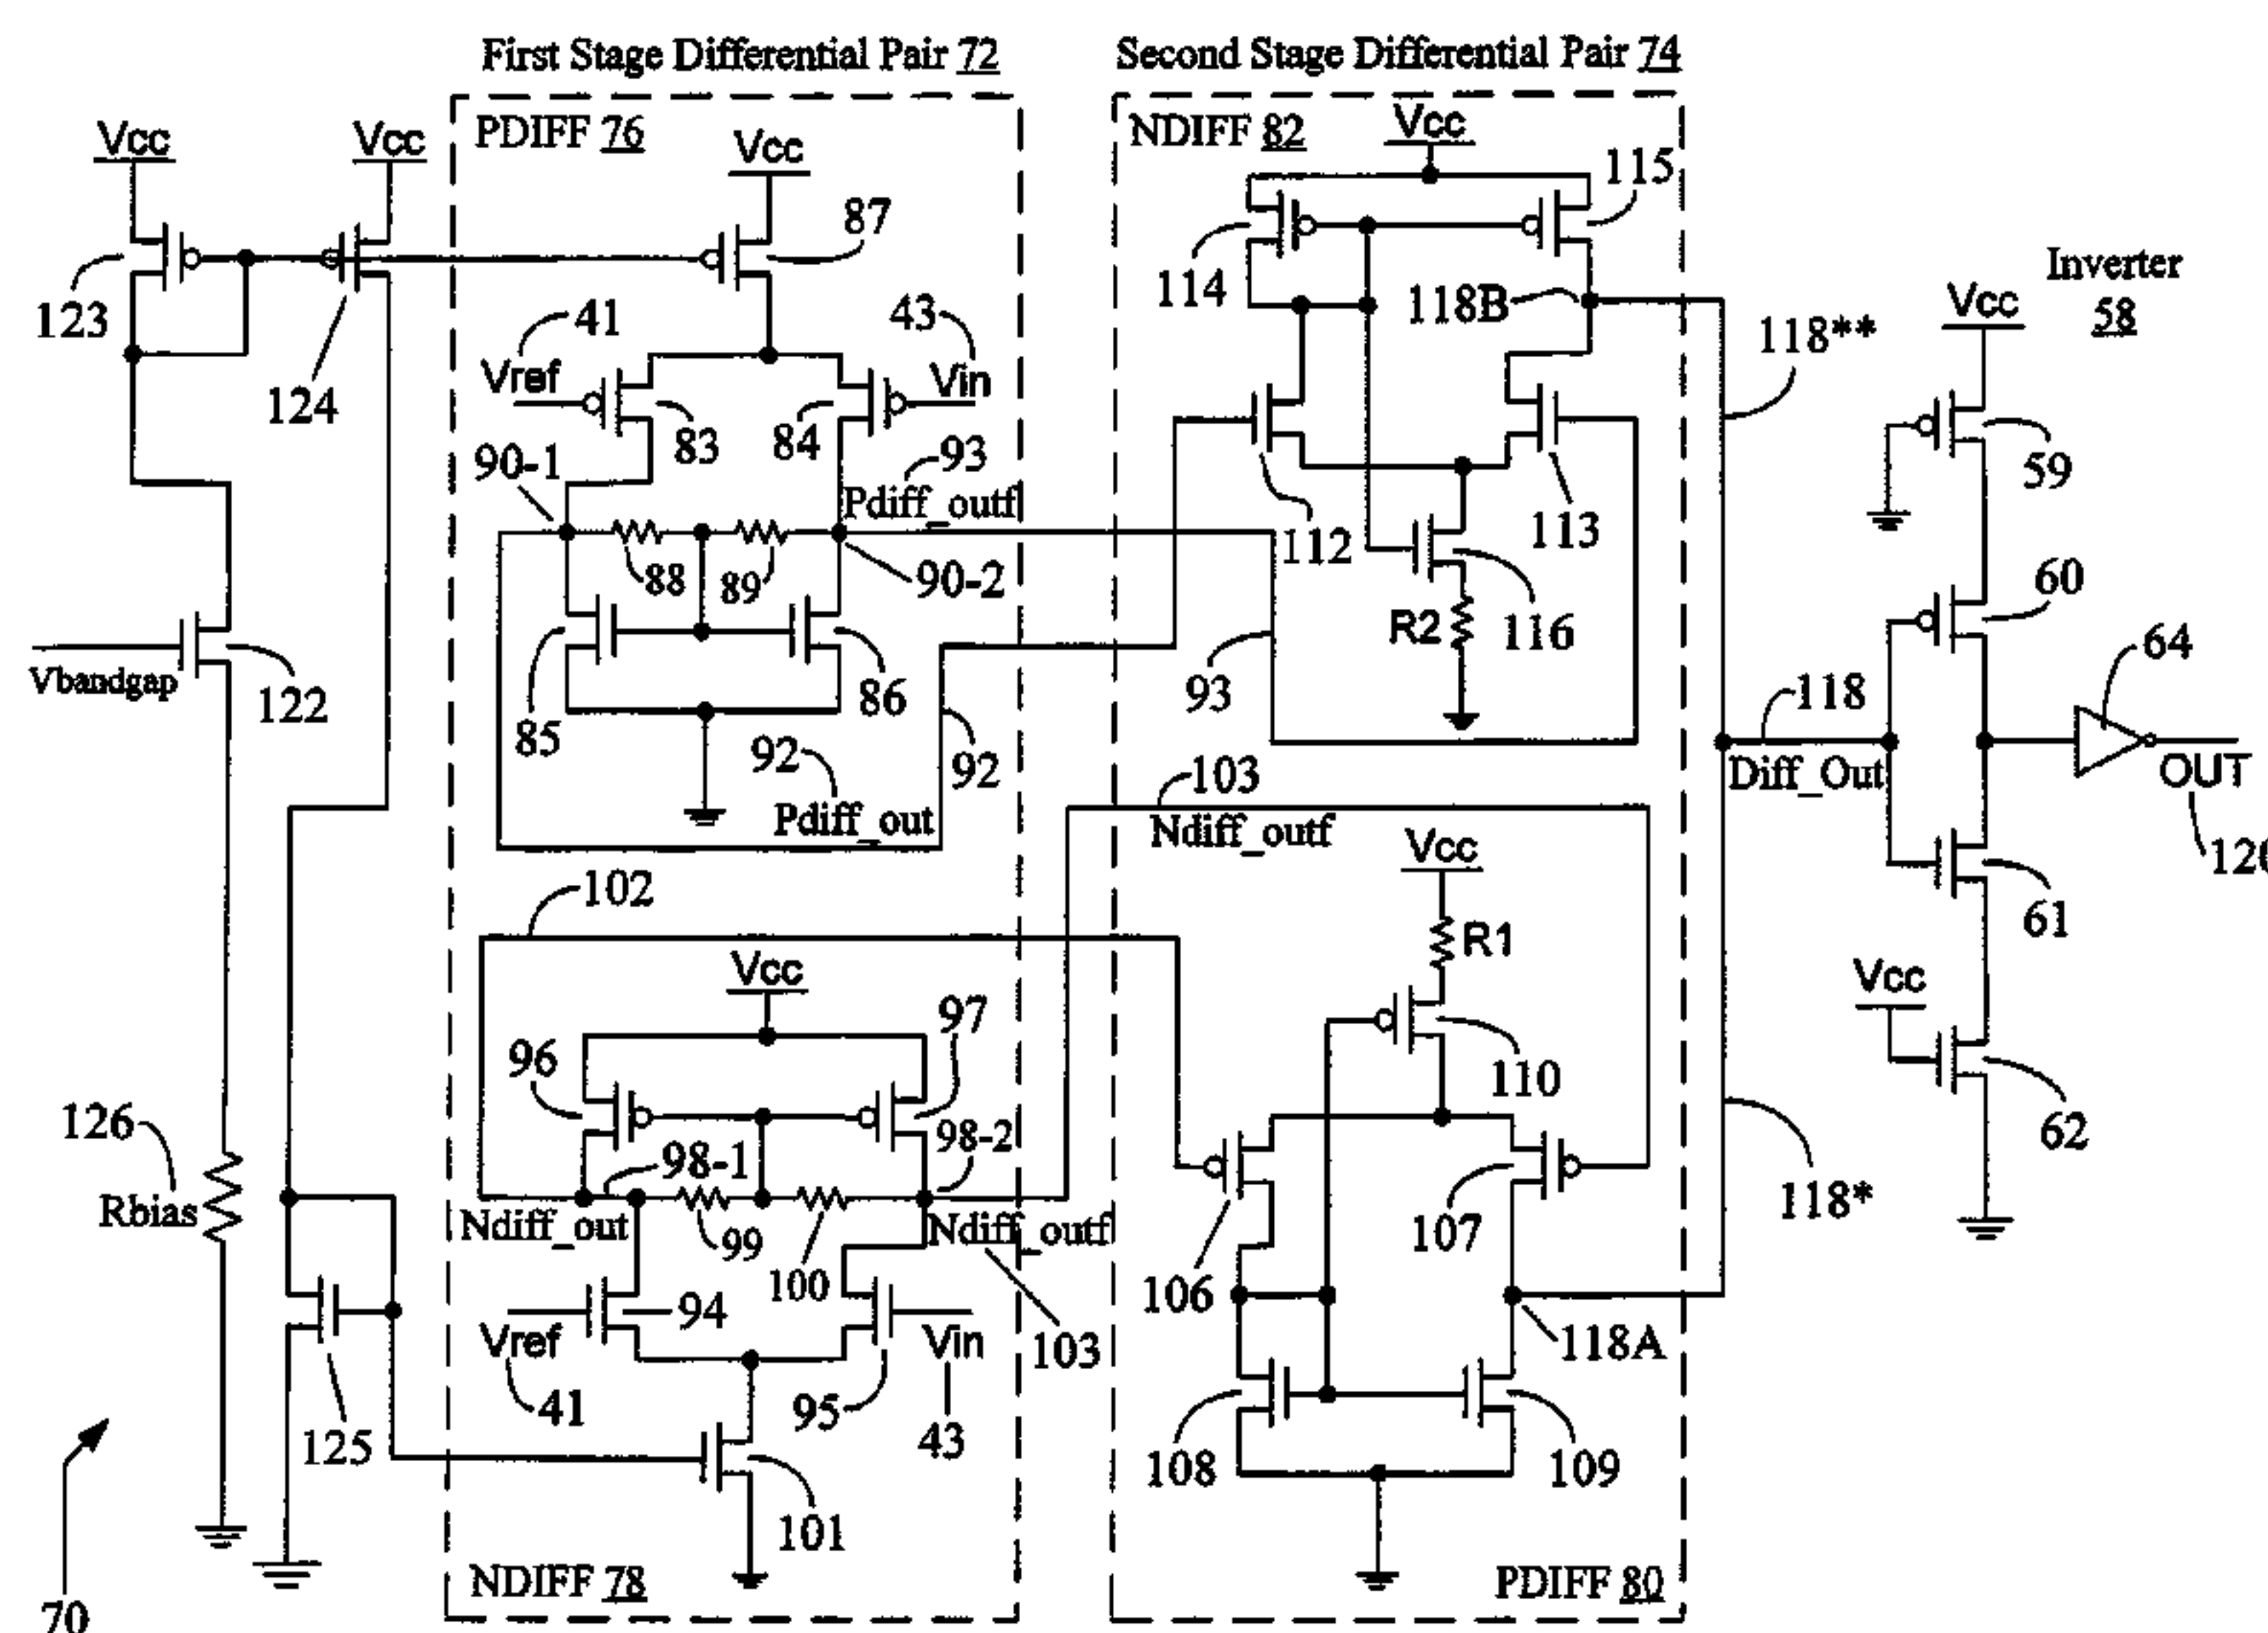 First Stage Differential Pair 72
Second Stage Differential Pair 74
Vcc
Vcc
PDIFF 76
Vcc
NDIFF 82
Vcc
115
87
Inverter
58
123
124
41
43
114
118B
Vcc
118**
Vref
Vin
83
84
59
90-1
93
Pdiff_outf
112
113
88
89
90-2
60
R2
116
64
Vbandgap
122
85
86
93
118
92
92
103
Diff_Out
OUT
Pdiff_out
Ndiff_outf
Vcc
120
102
61
R1
Vcc
Vcc
96
97
110
126
98-1
98-2
62
Rbias
Ndiff_out
99
Ndiff_outf
107
118*
100
106
94
Vref
Vin
103
118A
41
95
43
125
108
109
101
NDIFF 78
PDIFF 80
70